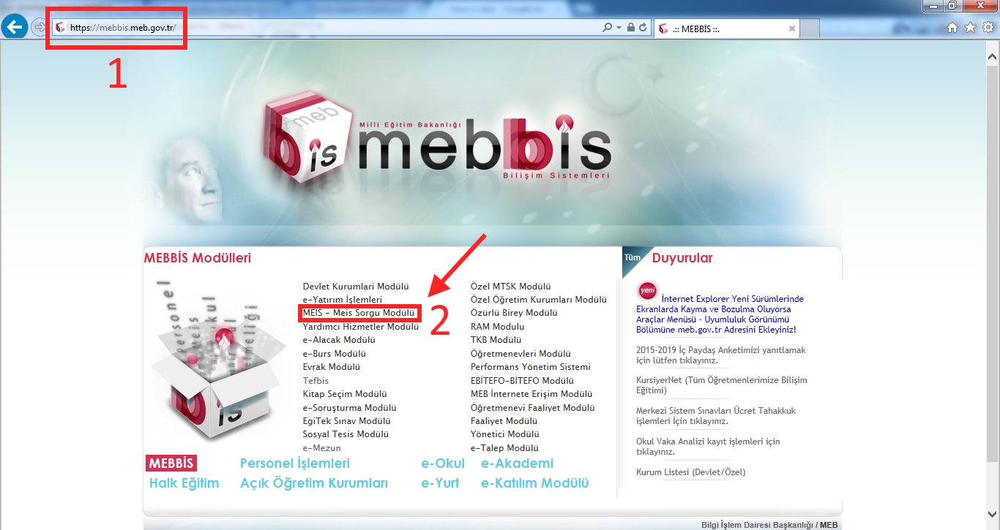 https://mebbis.meb.gov.tr/
.:: MEBBİS ::.
1
meb
bis
Milli Eğitim Bakanlığı
mebbis
Bilişim Sistemleri
MEBBİS Modülleri
Devlet Kurumlari Modülü
e-Yatırım İşlemleri
MEIS - Meis Sorgu Modülü
2
Yardımcı Hizmetler Modülü
e-Alacak Modülü
e-Burs Modülü
Evrak Modülü
Tefbis
Kitap Seçim Modülü
e-Soruşturma Modülü
EgiTek Sınav Modülü
Sosyal Tesis Modülü
e-Mezun
Özel MTSK Modülü
Özel Öğretim Kurumları Modülü
Özürlü Birey Modülü
RAM Modulu
TKB Modülü
Öğretmenevleri Modülü
Performans Yönetim Sistemi
EBİTEFO-BİTEFO Modülü
MEB İnternete Erişim Modülü
Öğretmenevi Faaliyet Modülü
Faaliyet Modülü
Yönetici Modülü
e-Talep Modülü
Personel
Meis
bis
MEBBİS
Personel İşlemleri
e-Okul
e-Akademi
Halk Eğitim
Açık Öğretim Kurumları
e-Yurt
e-Katılım Modülü
Tüm
Duyurular
yeni
İnternet Explorer Yeni Sürümlerinde
Ekranlarda Kayma ve Bozulma Oluyorsa
Araçlar Menüsü - Uyumluluk Görünümü
Bölümüne meb.gov.tr Adresini Ekleyiniz!
2015-2019 İç Paydaş Anketimizi yanıtlamak
için lütfen tıklayınız.
KursiyerNet (Tüm Öğretmenlerimize Bilişim
Eğitimi)
Merkezi Sistem Sınavları Ücret Tahakkuk
işlemleri İçin tıklayınız.
Okul Vaka Analizi kayıt işlemleri için
tıklayınız.
Kurum Listesi (Devlet/Özel)
Bilgi İşlem Dairesi Başkanlığı / MEB